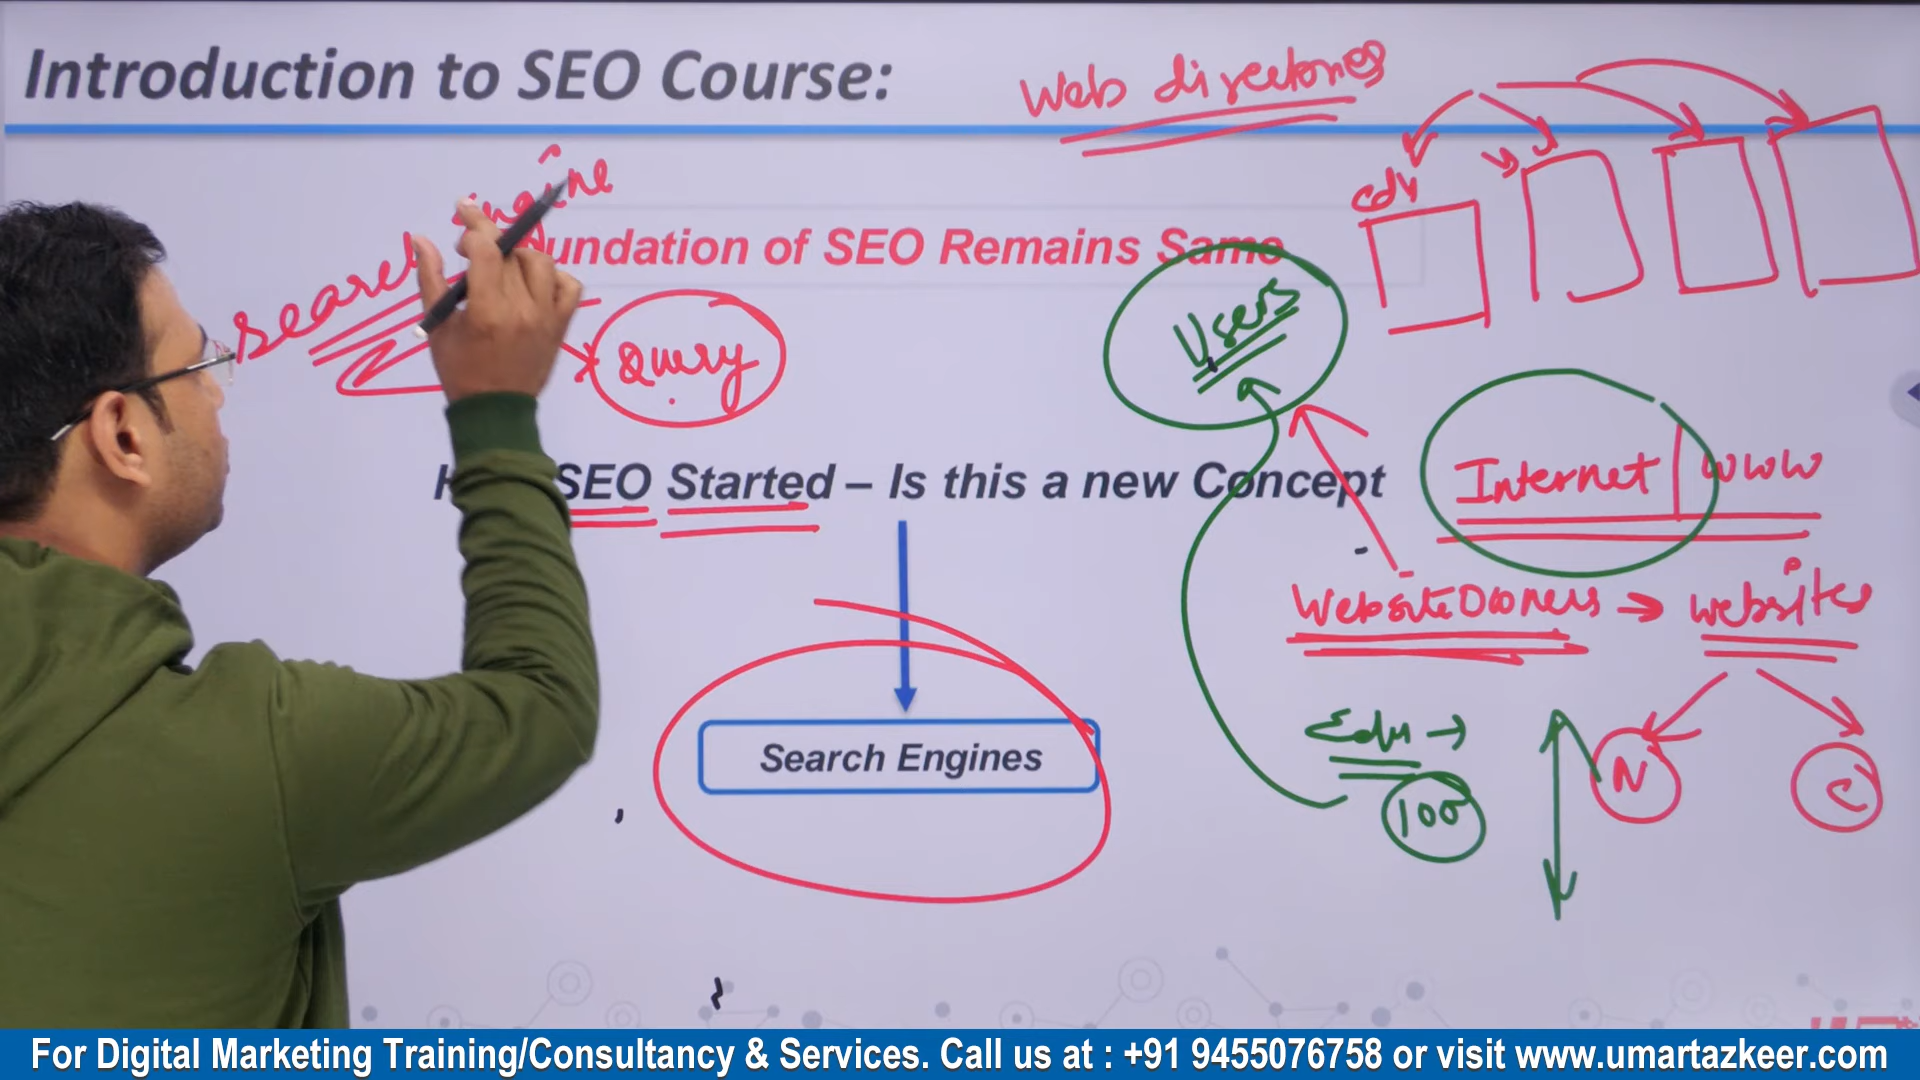 Introduction to SEO Course:
Web directories
Search Engine
edu
undation of SEO Remains Same
Users
Query
SEO Started – Is this a new Concept
Internet | WWW
Website Owners → Websites
Search Engines
Edu →
N
C
100
For Digital Marketing Training/Consultancy & Services. Call us at : +91 9455076758 or visit www.umartazkeer.com